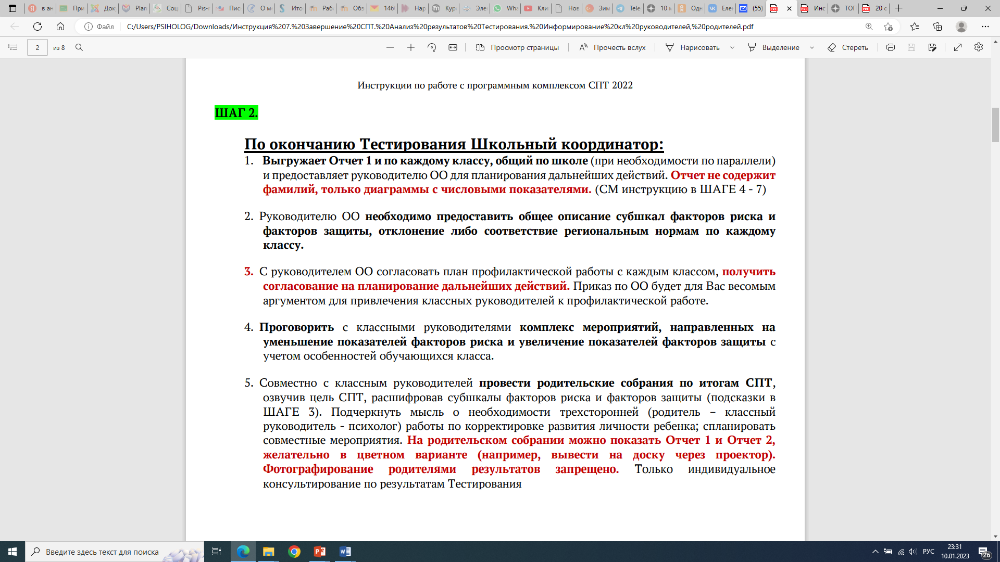 в ан
При
Док
Plan
Соц
Pis-r
Пис
О м
Ито
Рабо
Обз
1460
Нар
Кур
Эле
Wha
Кли
Нов
Зим
Tele
10 м
Одн
Елен
(55)
Инс
ТОГ
20 с
Файл
C:/Users/PSIHOLOG/Downloads/Инструкция%207.%20Завершение%20СПТ.%20Анализ%20результатов%20Тестирования.%20Информирование%20кл%20руководителей,%20родителей.pdf
2 из 8
Просмотр страницы
Прочесть вслух
Нарисовать
Выделение
Стереть
Инструкции по работе с программным комплексом СПТ 2022
ШАГ 2.
По окончанию Тестирования Школьный координатор:
1. Выгружает Отчет 1 и по каждому классу, общий по школе (при необходимости по параллели)
и предоставляет руководителю ОО для планирования дальнейших действий. Отчет не содержит
фамилий, только диаграммы с числовыми показателями. (СМ инструкцию в ШАГЕ 4 - 7)
2. Руководителю ОО необходимо предоставить общее описание субшкал факторов риска и
факторов защиты, отклонение либо соответствие региональным нормам по каждому
классу.
3. С руководителем ОО согласовать план профилактической работы с каждым классом, получить
согласование на планирование дальнейших действий. Приказ по ОО будет для Вас весомым
аргументом для привлечения классных руководителей к профилактической работе.
4. Проговорить с классными руководителями комплекс мероприятий, направленных на
уменьшение показателей факторов риска и увеличение показателей факторов защиты с
учетом особенностей обучающихся класса.
5. Совместно с классным руководителей провести родительские собрания по итогам СПТ,
озвучив цель СПТ, расшифровав субшкалы факторов риска и факторов защиты (подсказки в
ШАГЕ 3). Подчеркнуть мысль о необходимости трехсторонней (родитель – классный
руководитель - психолог) работы по корректировке развития личности ребенка; спланировать
совместные мероприятия. На родительском собрании можно показать Отчет 1 и Отчет 2,
желательно в цветном варианте (например, вывести на доску через проектор).
Фотографирование родителями результатов запрещено. Только индивидуальное
консультирование по результатам Тестирования
Введите здесь текст для поиска
РУС
23:31
10.01.2023
26